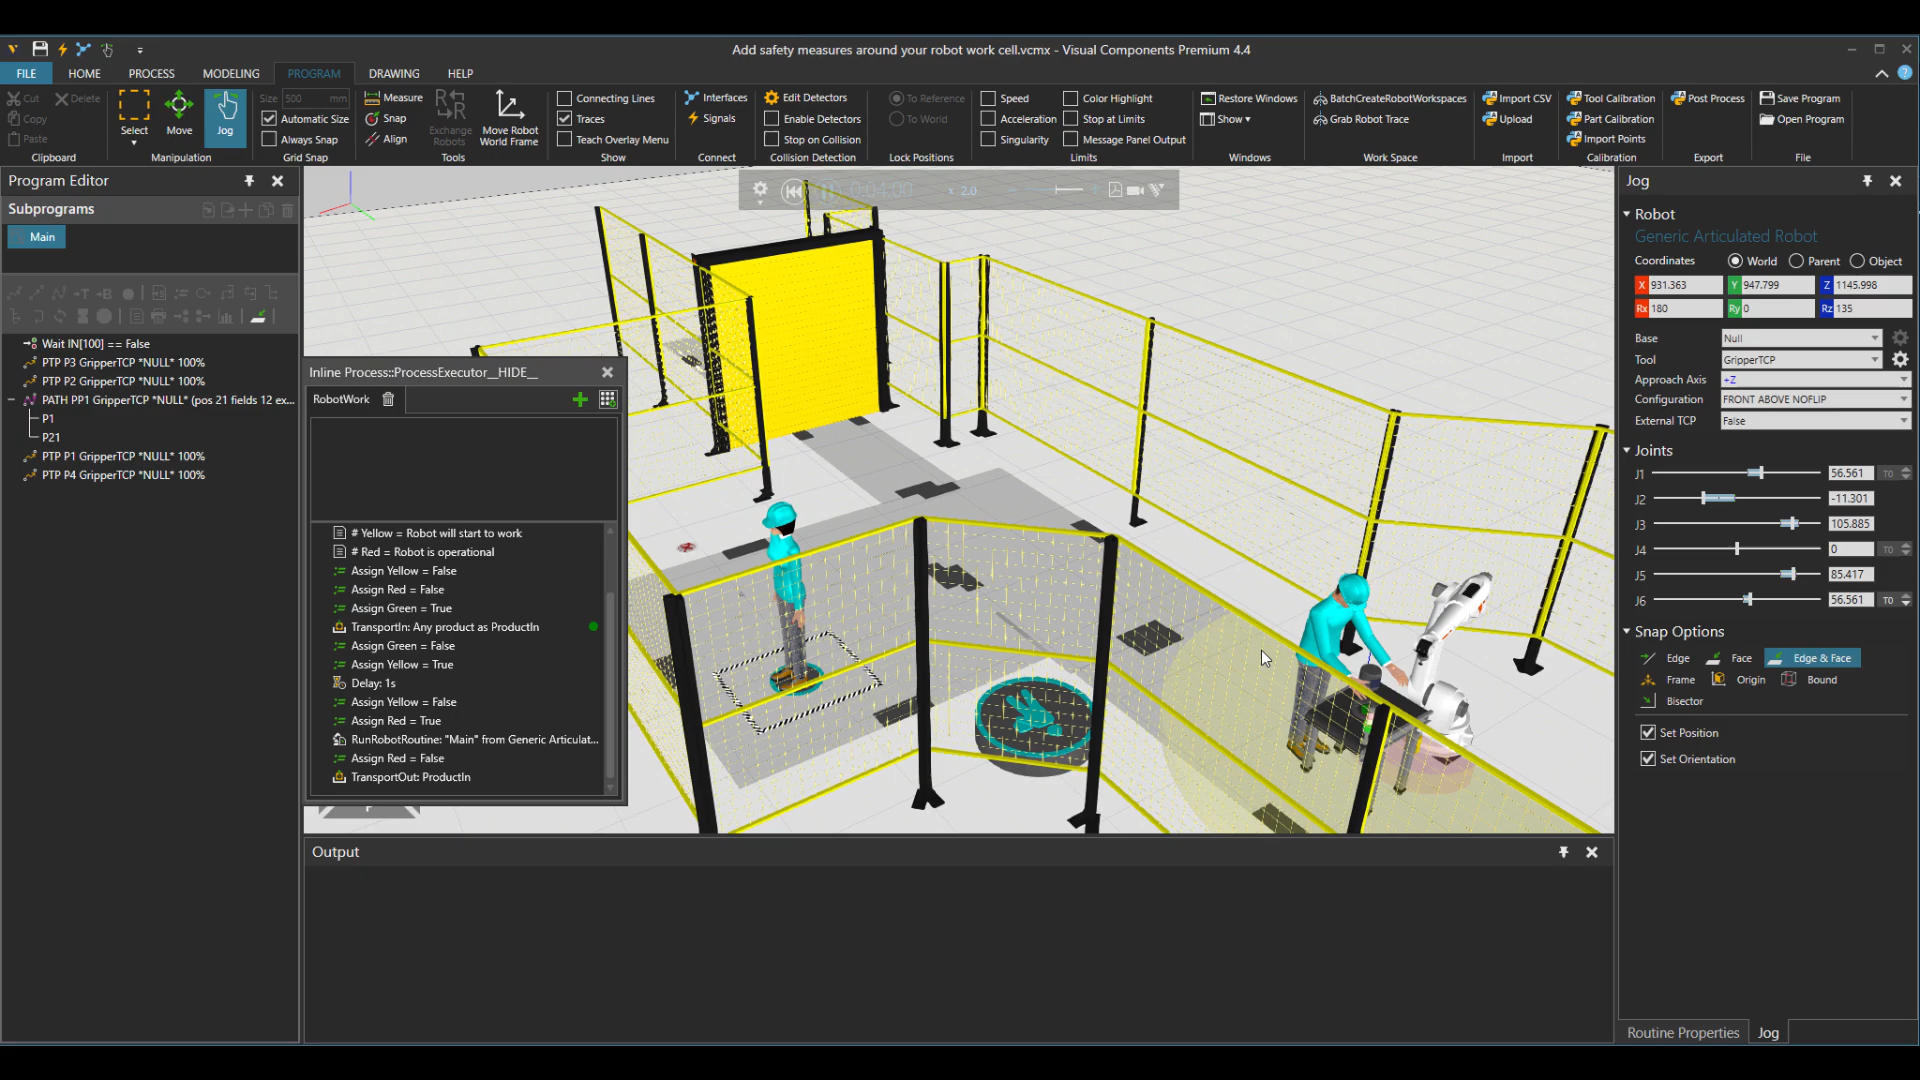 Add safety measures around your robot work cell.vcmx - Visual Components Premium 4.4
FILE HOME PROCESS MODELING PROGRAM DRAWING HELP
Cut Delete
Copy
Paste
Clipboard
Select Move Jog
Manipulation
Size 500 mm
Automatic Size
Always Snap
Grid Snap
Measure
Snap
Align
Exchange Robots
Move Robot World Frame
Tools
Connecting Lines
Traces
Teach Overlay Menu
Show
Interfaces
Signals
Connect
Edit Detectors
Enable Detectors
Stop on Collision
Collision Detection
To Reference
To World
Lock Positions
Speed
Acceleration
Singularity
Color Highlight
Stop at Limits
Message Panel Output
Limits
Restore Windows
Show
Windows
BatchCreateRobotWorkspaces
Grab Robot Trace
Work Space
Import CSV
Upload
Import
Tool Calibration
Part Calibration
Import Points
Calibration
Post Process
Export
Save Program
Open Program
File
Program Editor
Subprograms
Main
Wait IN[100] == False
PTP P3 GripperTCP *NULL* 100%
PTP P2 GripperTCP *NULL* 100%
PATH PP1 GripperTCP *NULL* (pos 21 fields 12 ex...
P1
P21
PTP P1 GripperTCP *NULL* 100%
PTP P4 GripperTCP *NULL* 100%
0:04:00 x 2.0
Inline Process::ProcessExecutor__HIDE__
RobotWork
# Yellow = Robot will start to work
# Red = Robot is operational
Assign Yellow = False
Assign Red = False
Assign Green = True
TransportIn: Any product as ProductIn
Assign Green = False
Assign Yellow = True
Delay: 1s
Assign Yellow = False
Assign Red = True
RunRobotRoutine: "Main" from Generic Articulat...
Assign Red = False
TransportOut: ProductIn
Output
Jog
Robot
Generic Articulated Robot
Coordinates World Parent Object
X 931.363 Y 947.799 Z 1145.998
Rx 180 Ry 0 Rz 135
Base Null
Tool GripperTCP
Approach Axis +Z
Configuration FRONT ABOVE NOFLIP
External TCP False
Joints
J1 56.561 T0
J2 -11.301
J3 105.885
J4 0 T0
J5 85.417
J6 56.561 T0
Snap Options
Edge Face Edge & Face
Frame Origin Bound
Bisector
Set Position
Set Orientation
Routine Properties Jog